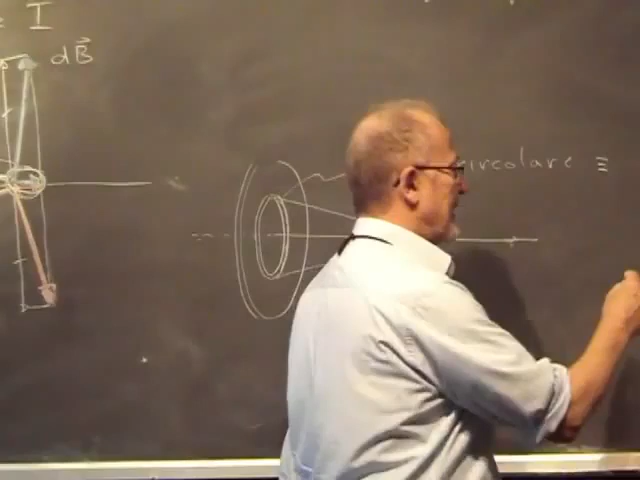 = I
dB⃗
circolare ≡